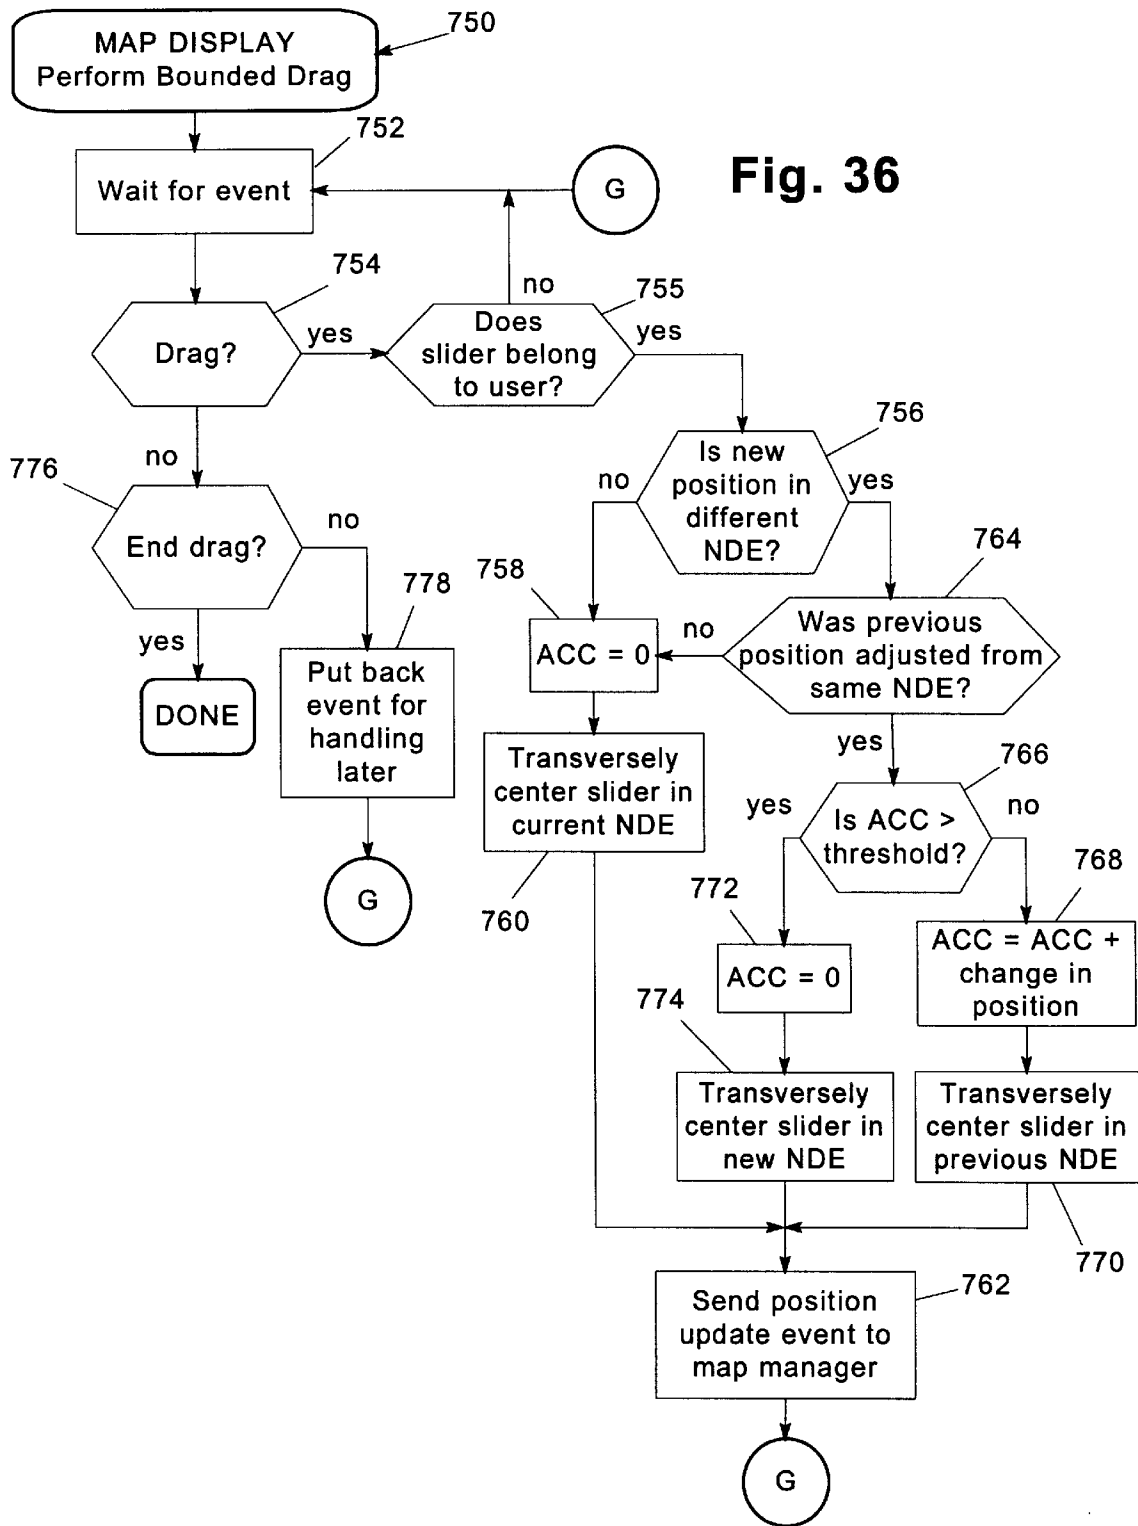 MAP DISPLAY
Perform Bounded Drag
750
752
Wait for event
G
Fig. 36
754
Drag?
yes
no
755
Does
slider belong
to user?
yes
no
776
End drag?
no
yes
DONE
778
Put back
event for
handling
later
G
756
Is new
position in
different
NDE?
no
yes
758
ACC = 0
764
Was previous
position adjusted from
same NDE?
no
yes
Transversely
center slider in
current NDE
760
766
Is ACC >
threshold?
yes
no
772
ACC = 0
768
ACC = ACC +
change in
position
774
Transversely
center slider in
new NDE
Transversely
center slider in
previous NDE
770
762
Send position
update event to
map manager
G